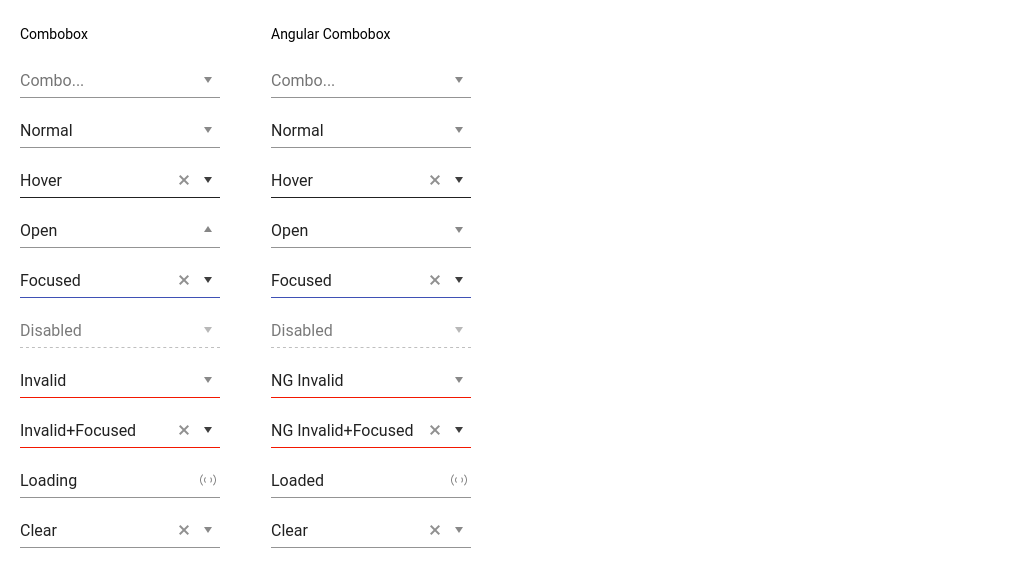 Combobox Angular Combobox
Combo... Combo...
Normal Normal
Hover Hover
Open Open
Focused Focused
Disabled Disabled
Invalid NG Invalid
Invalid+Focused NG Invalid+Focused
Loading Loaded
Clear Clear